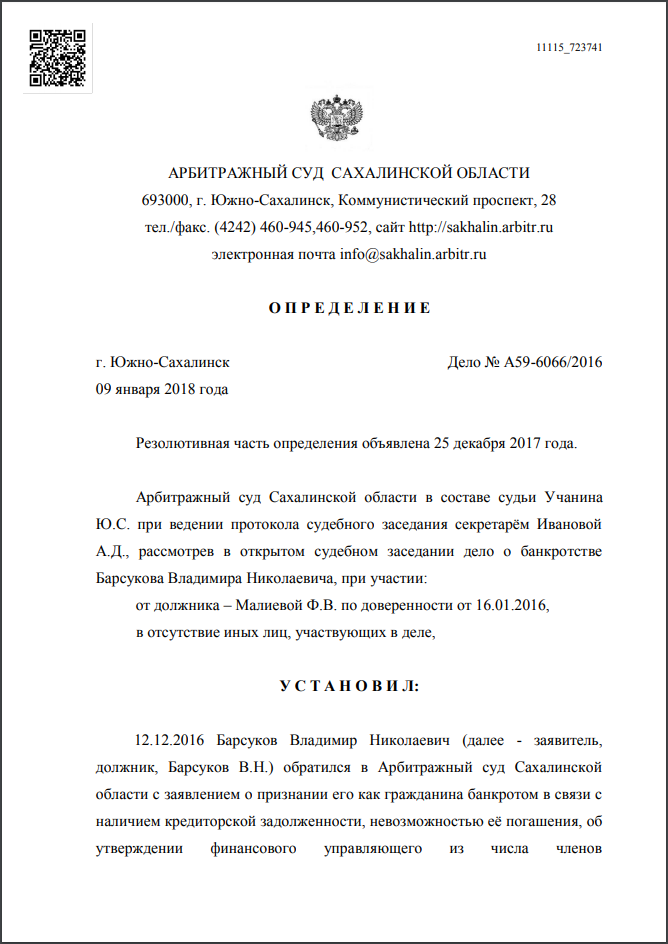 11115_723741
АРБИТРАЖНЫЙ СУД САХАЛИНСКОЙ ОБЛАСТИ
693000, г. Южно-Сахалинск, Коммунистический проспект, 28
тел./факс. (4242) 460-945,460-952, сайт http://sakhalin.arbitr.ru
электронная почта info@sakhalin.arbitr.ru
О П Р Е Д Е Л Е Н И Е
г. Южно-Сахалинск Дело № А59-6066/2016
09 января 2018 года
Резолютивная часть определения объявлена 25 декабря 2017 года.
Арбитражный суд Сахалинской области в составе судьи Учанина
Ю.С. при ведении протокола судебного заседания секретарём Ивановой
А.Д., рассмотрев в открытом судебном заседании дело о банкротстве
Барсукова Владимира Николаевича, при участии:
от должника – Малиевой Ф.В. по доверенности от 16.01.2016,
в отсутствие иных лиц, участвующих в деле,
У С Т А Н О В И Л:
12.12.2016 Барсуков Владимир Николаевич (далее - заявитель,
должник, Барсуков В.Н.) обратился в Арбитражный суд Сахалинской
области с заявлением о признании его как гражданина банкротом в связи с
наличием кредиторской задолженности, невозможностью её погашения, об
утверждении финансового управляющего из числа членов